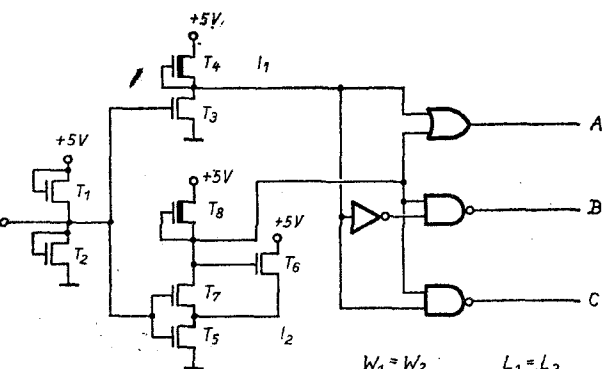 +5V
T4
I1
T3
A
+5V
T1
+5V
T8
B
+5V
T2
T6
T7
C
T5
I2
W1 = W2 L1 = L2